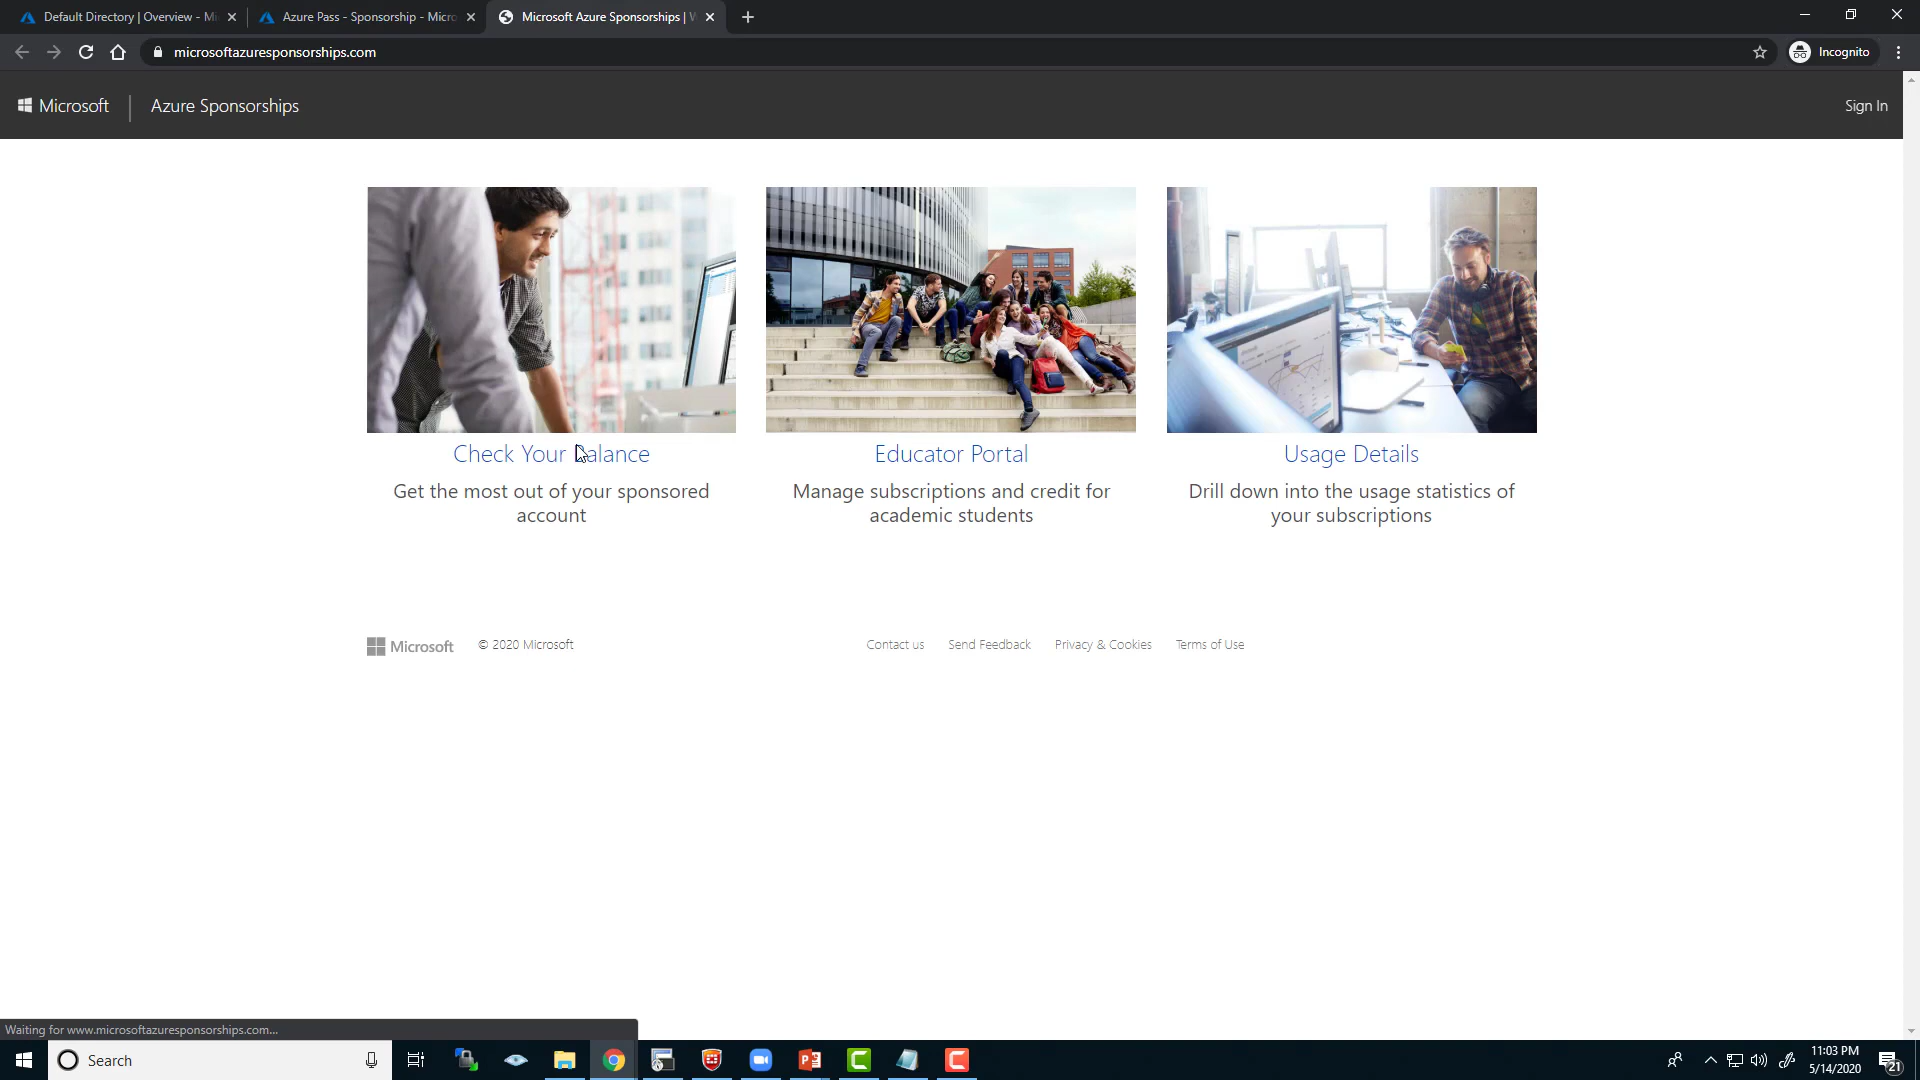 Default Directory | Overview - Mi
Azure Pass - Sponsorship - Micro
Microsoft Azure Sponsorships |
microsoftazuresponsorships.com
Incognito
Microsoft
Azure Sponsorships
Sign In
Check Your Balance
Get the most out of your sponsored
account
Educator Portal
Manage subscriptions and credit for
academic students
Usage Details
Drill down into the usage statistics of
your subscriptions
Microsoft
© 2020 Microsoft
Contact us
Send Feedback
Privacy & Cookies
Terms of Use
Waiting for www.microsoftazuresponsorships.com...
Search
11:03 PM
5/14/2020
21